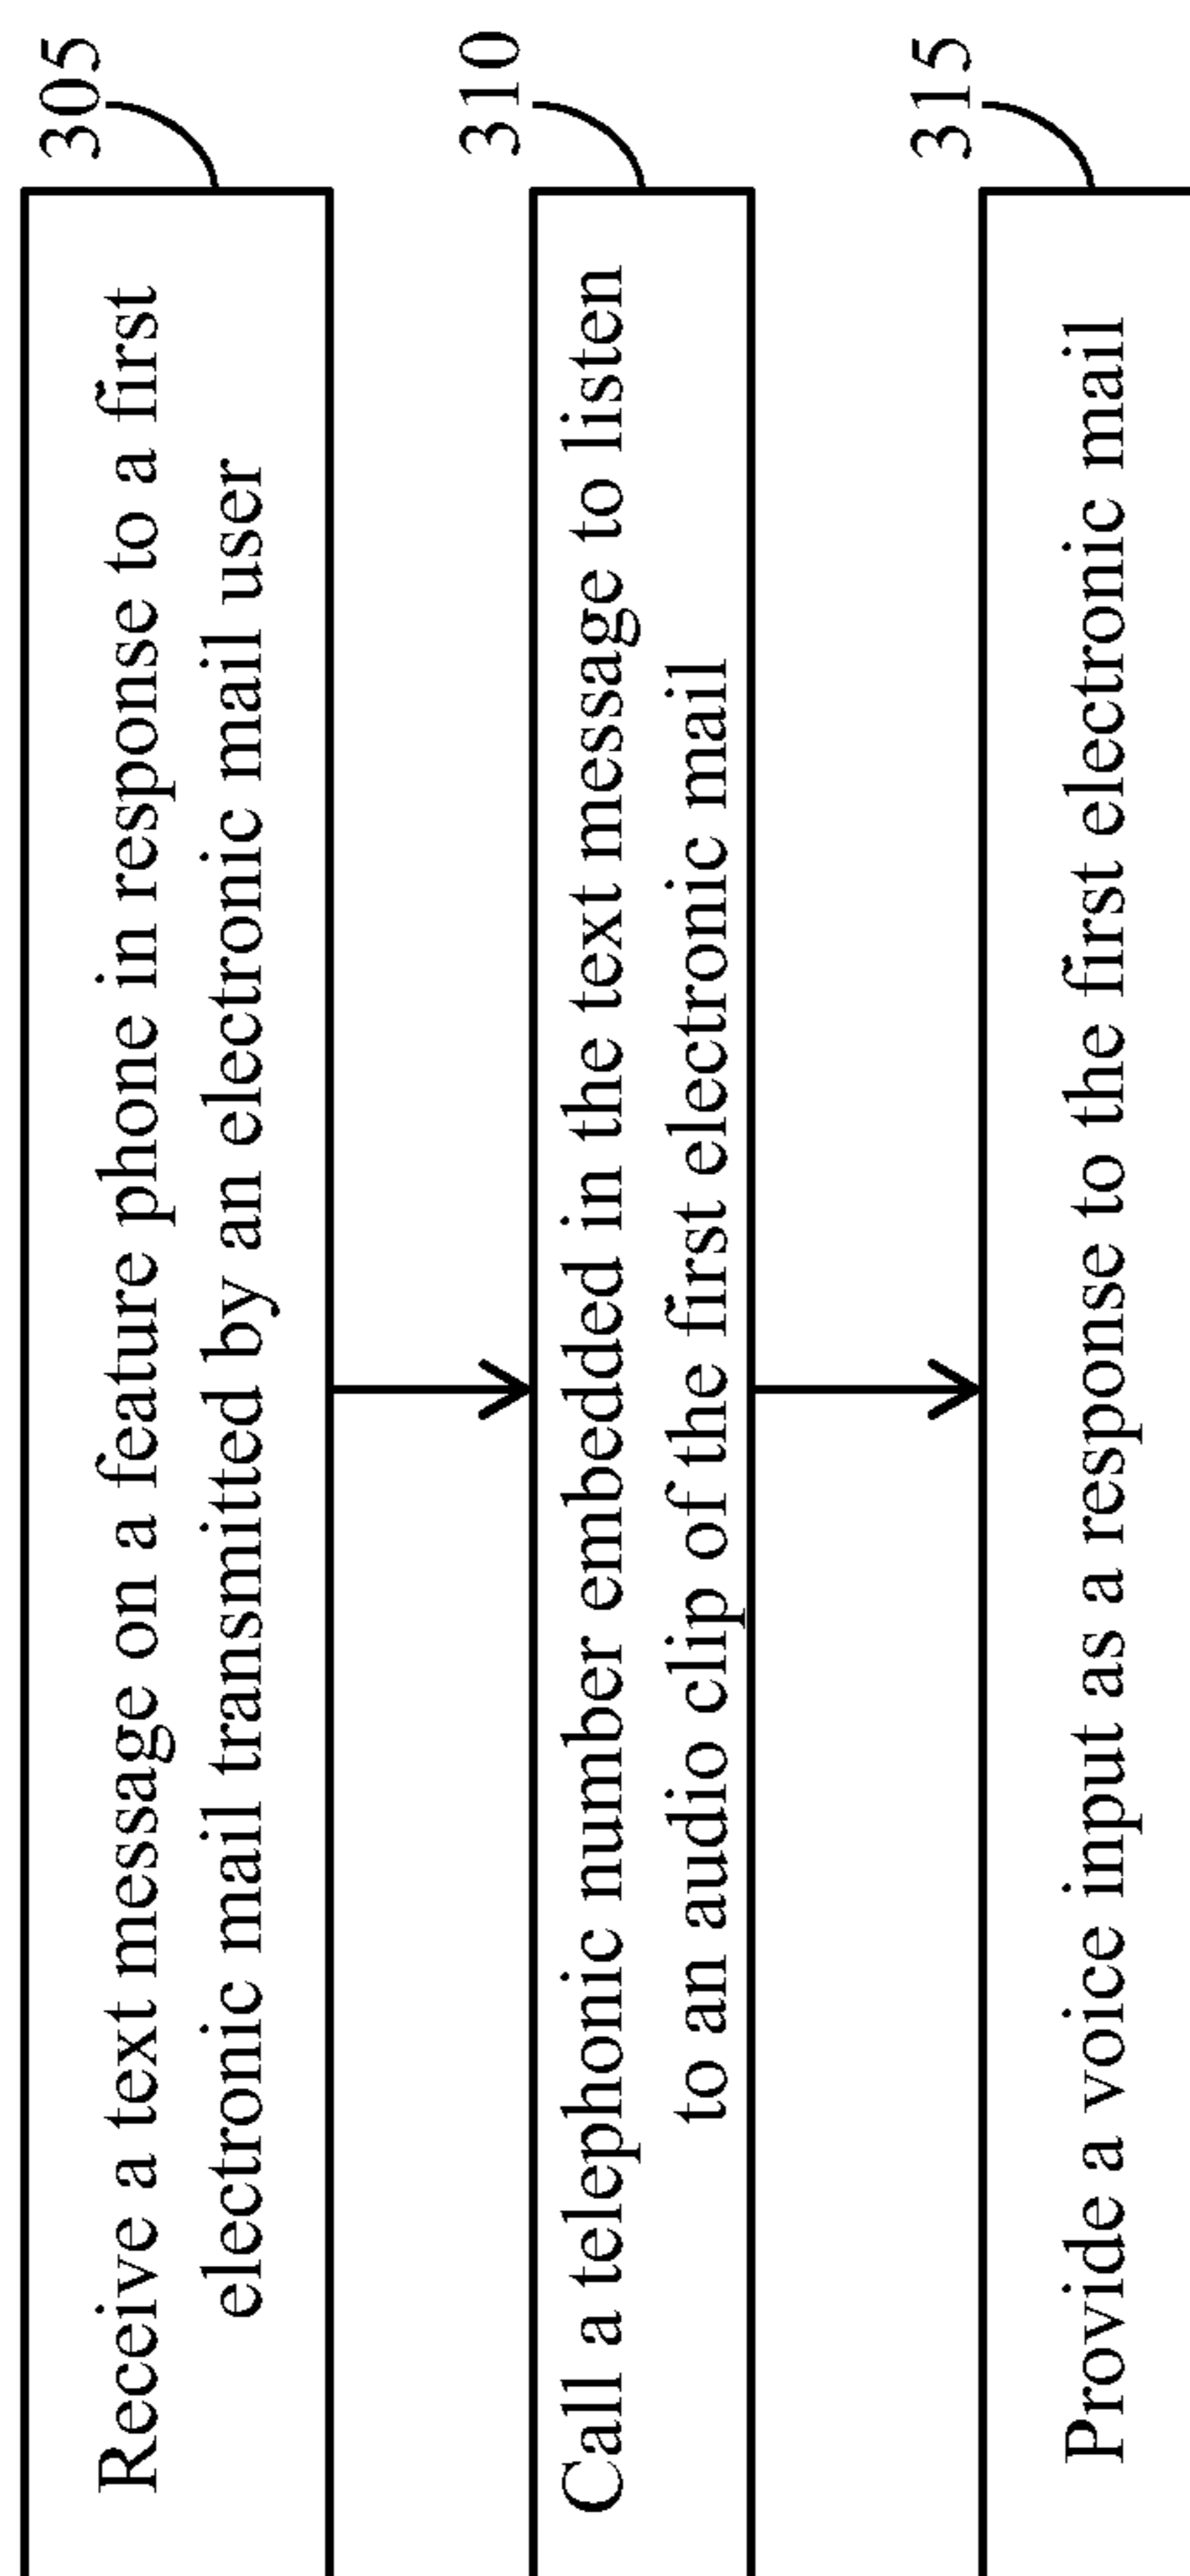 305
Receive a text message on a feature phone in response to a first
electronic mail transmitted by an electronic mail user
310
Call a telephonic number embedded in the text message to listen
to an audio clip of the first electronic mail
315
Provide a voice input as a response to the first electronic mail